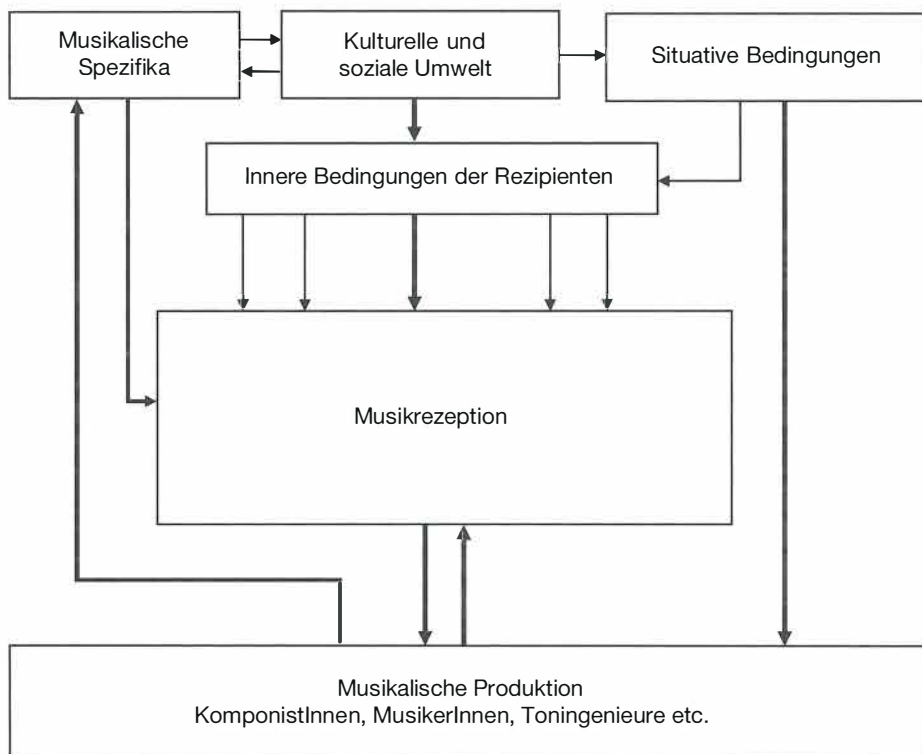 Musikalische
Spezifika
Kulturelle und
soziale Umwelt
Situative Bedingungen
Innere Bedingungen der Rezipienten
Musikrezeption
Musikalische Produktion
KomponistInnen, MusikerInnen, Toningenieure etc.